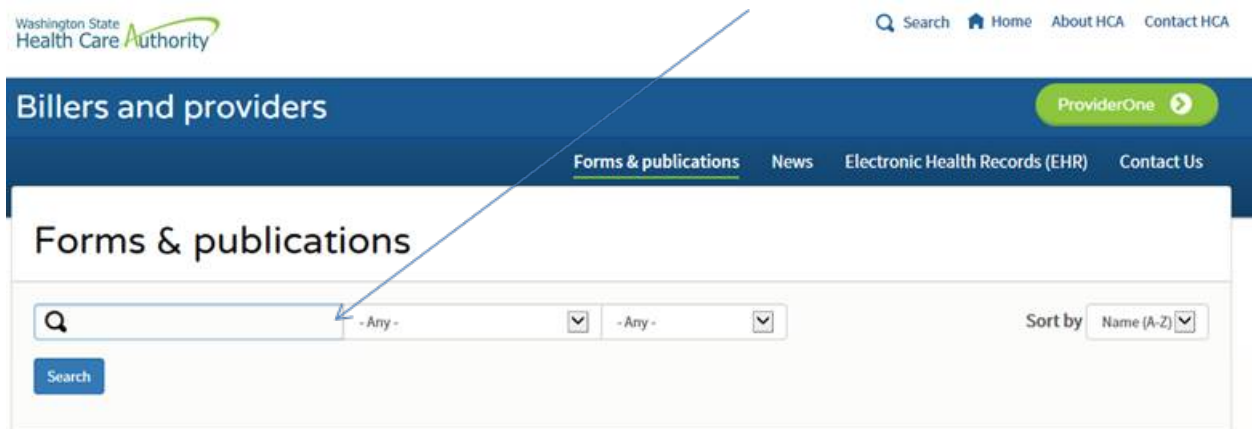 Washington State
Health Care Authority
Search Home About HCA Contact HCA
Billers and providers
ProviderOne
Forms & publications News Electronic Health Records (EHR) Contact Us
Forms & publications
- Any - - Any - Sort by Name (A-Z)
Search